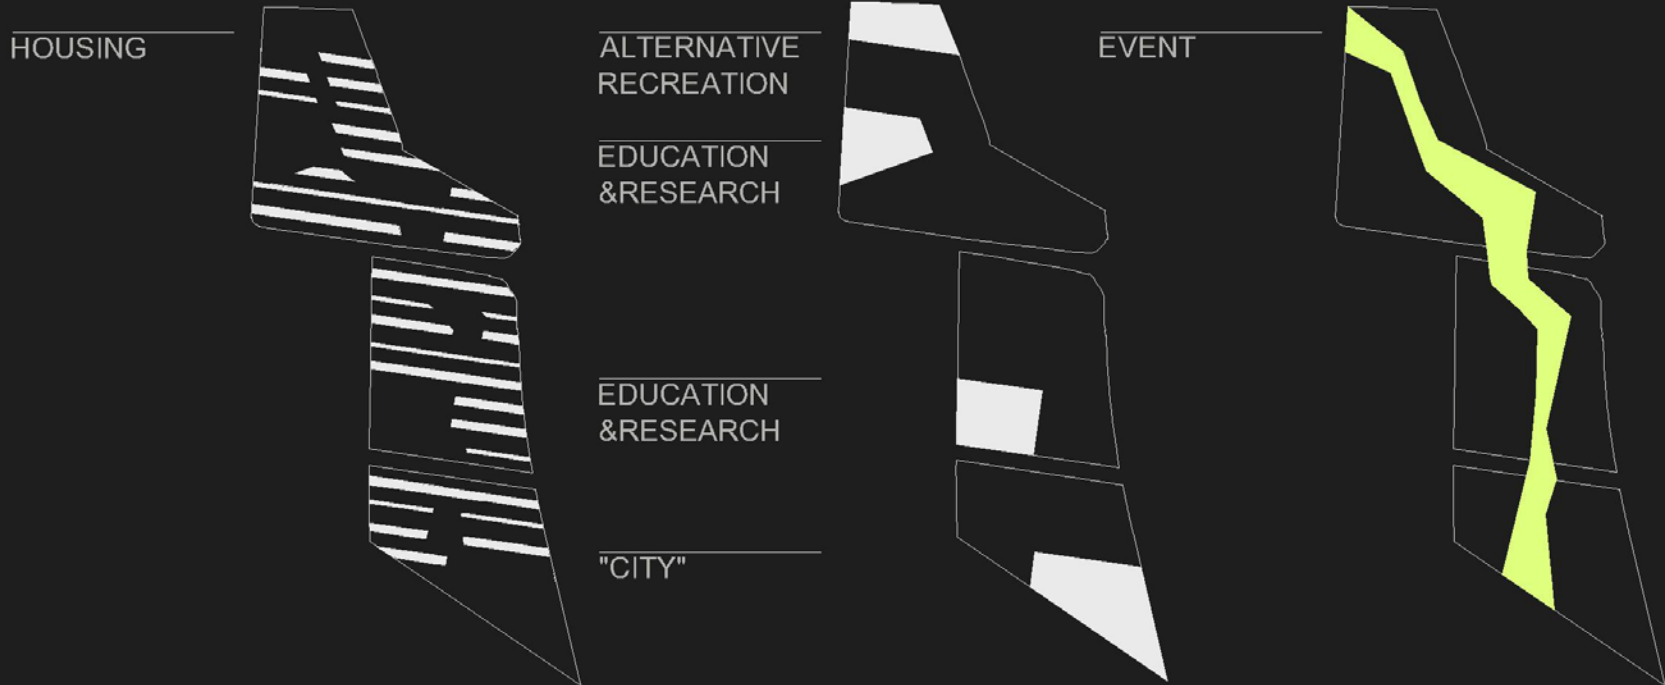 HOUSING
ALTERNATIVE
RECREATION
EDUCATION
&RESEARCH
EDUCATION
&RESEARCH
"CITY"
EVENT